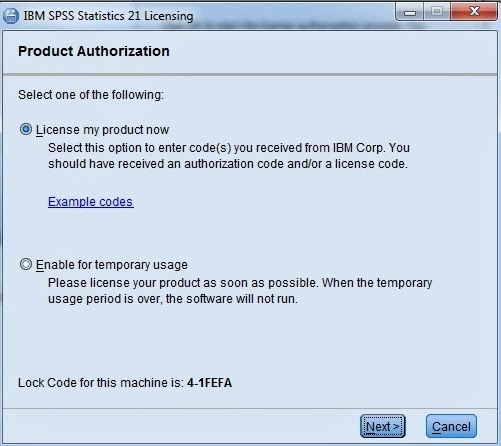 IBM SPSS Statistics 21 Licensing
Product Authorization
Select one of the following:
License my product now
Select this option to enter code(s) you received from IBM Corp. You
should have received an authorization code and/or a license code.
Example codes
Enable for temporary usage
Please license your product as soon as possible. When the temporary
usage period is over, the software will not run.
Lock Code for this machine is: 4-1FEFA
Next > Cancel